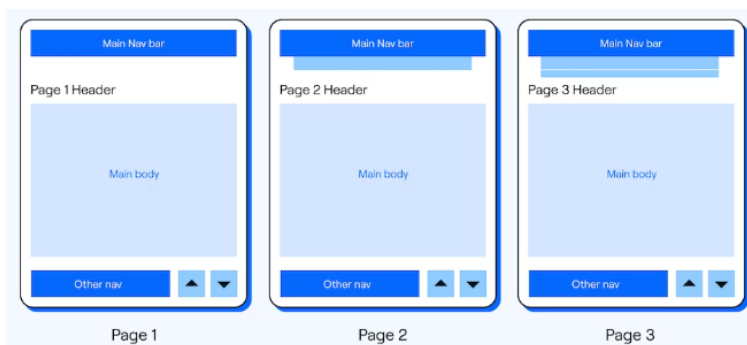 Main Nav bar
Main Nav bar
Main Nav bar
Page 1 Header
Page 2 Header
Page 3 Header
Main body
Main body
Main body
Other nav
Other nav
Other nav
Page 1
Page 2
Page 3